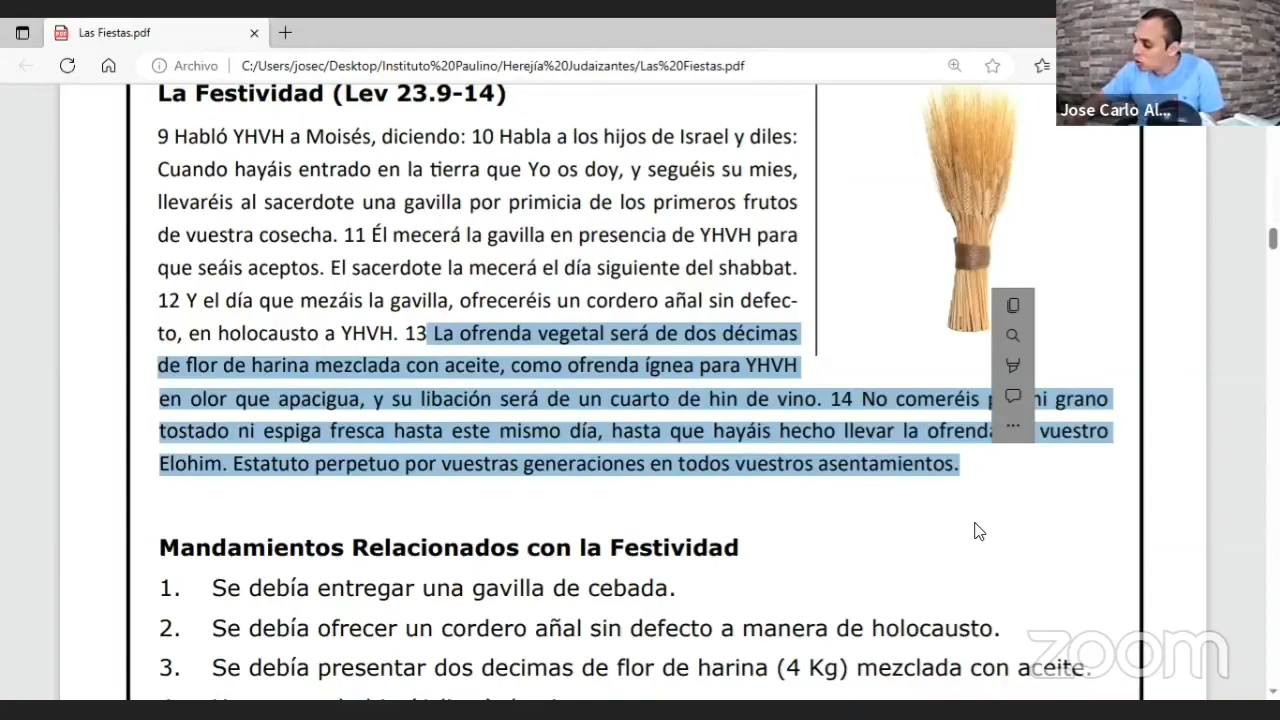 Las Fiestas.pdf
Archivo
C:/Users/josec/Desktop/Instituto%20Paulino/Herejía%20Judaizantes/Las%20Fiestas.pdf
Jose Carlo Al...
La Festividad (Lev 23.9-14)
9 Habló YHVH a Moisés, diciendo: 10 Habla a los hijos de Israel y diles:
Cuando hayáis entrado en la tierra que Yo os doy, y seguéis su mies,
llevaréis al sacerdote una gavilla por primicia de los primeros frutos
de vuestra cosecha. 11 Él mecerá la gavilla en presencia de YHVH para
que seáis aceptos. El sacerdote la mecerá el día siguiente del shabbat.
12 Y el día que mezáis la gavilla, ofreceréis un cordero añal sin defec-
to, en holocausto a YHVH. 13 La ofrenda vegetal será de dos décimas
de flor de harina mezclada con aceite, como ofrenda ígnea para YHVH
en olor que apacigua, y su libación será de un cuarto de hin de vino. 14 No comeréis ni grano
tostado ni espiga fresca hasta este mismo día, hasta que hayáis hecho llevar la ofrenda vuestro
Elohim. Estatuto perpetuo por vuestras generaciones en todos vuestros asentamientos.
Mandamientos Relacionados con la Festividad
1. Se debía entregar una gavilla de cebada.
2. Se debía ofrecer un cordero añal sin defecto a manera de holocausto.
3. Se debía presentar dos decimas de flor de harina (4 Kg) mezclada con aceite.
zoom